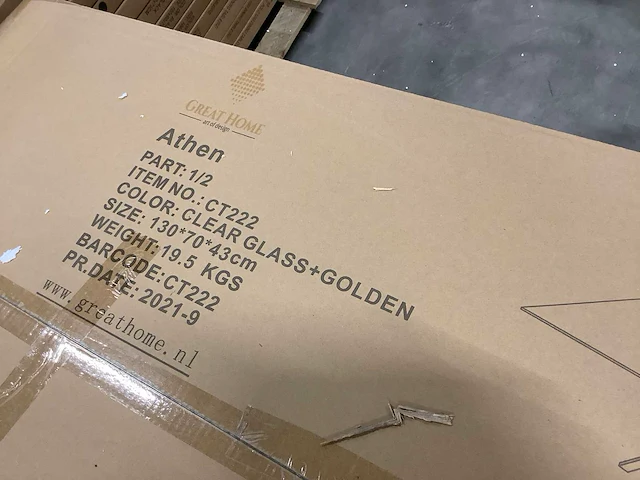 GREAT HOME
art of design
Athen
PART: 1/2
ITEM NO.: CT222
COLOR: CLEAR GLASS+GOLDEN
SIZE: 130*70*43cm
WEIGHT: 19.5 KGS
BARCODE: CT222
PR.DATE: 2021-9
www.greathome.nl